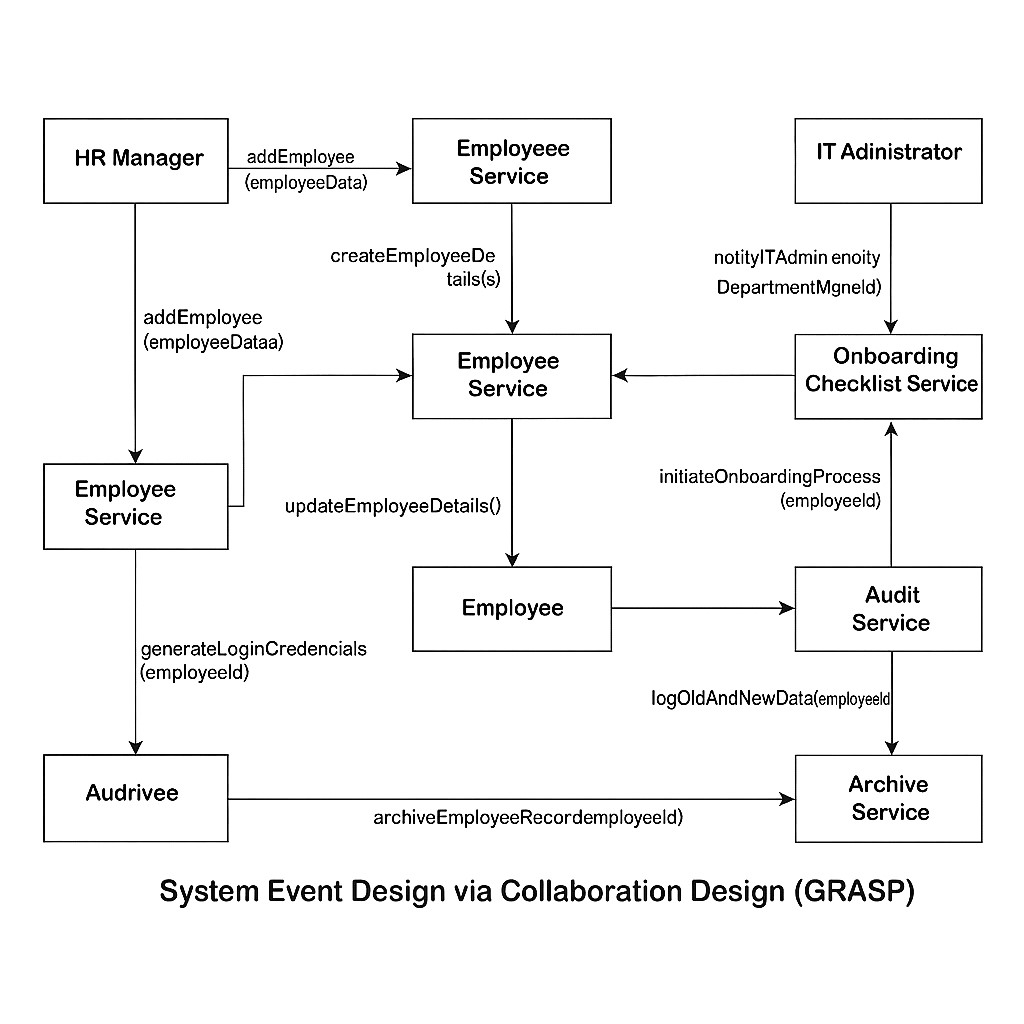 HR Manager
addEmployee
(employeeData)
Employeee
Service
IT Adinistrator
createEmployeeDe
tails(s)
notityITAdmin enoity
DepartmentMgneld)
addEmployee
(employeeDataa)
Employee
Service
Onboarding
Checklist Service
Employee
Service
updateEmployeeDetails()
initiateOnboardingProcess
(employeeld)
Employee
Audit
Service
generateLoginCredencials
(employeeld)
logOldAndNewData(employeeld
Audrivee
archiveEmployeeRecordemployeeld)
Archive
Service
System Event Design via Collaboration Design (GRASP)